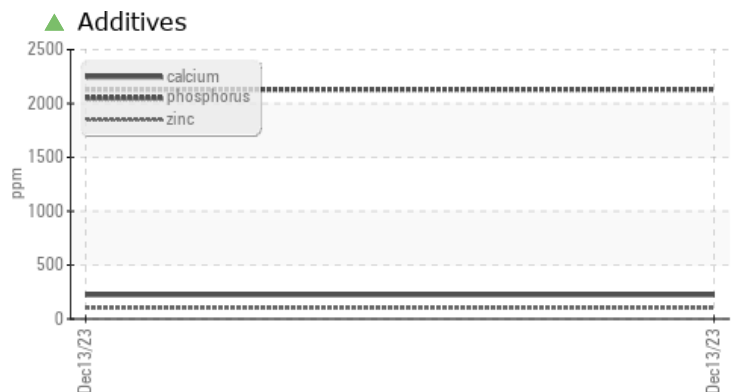 Additives
2500
calcium
phosphorus
zinc
2000
1500
1000
500
0
ppm
Dec13/23
Dec13/23